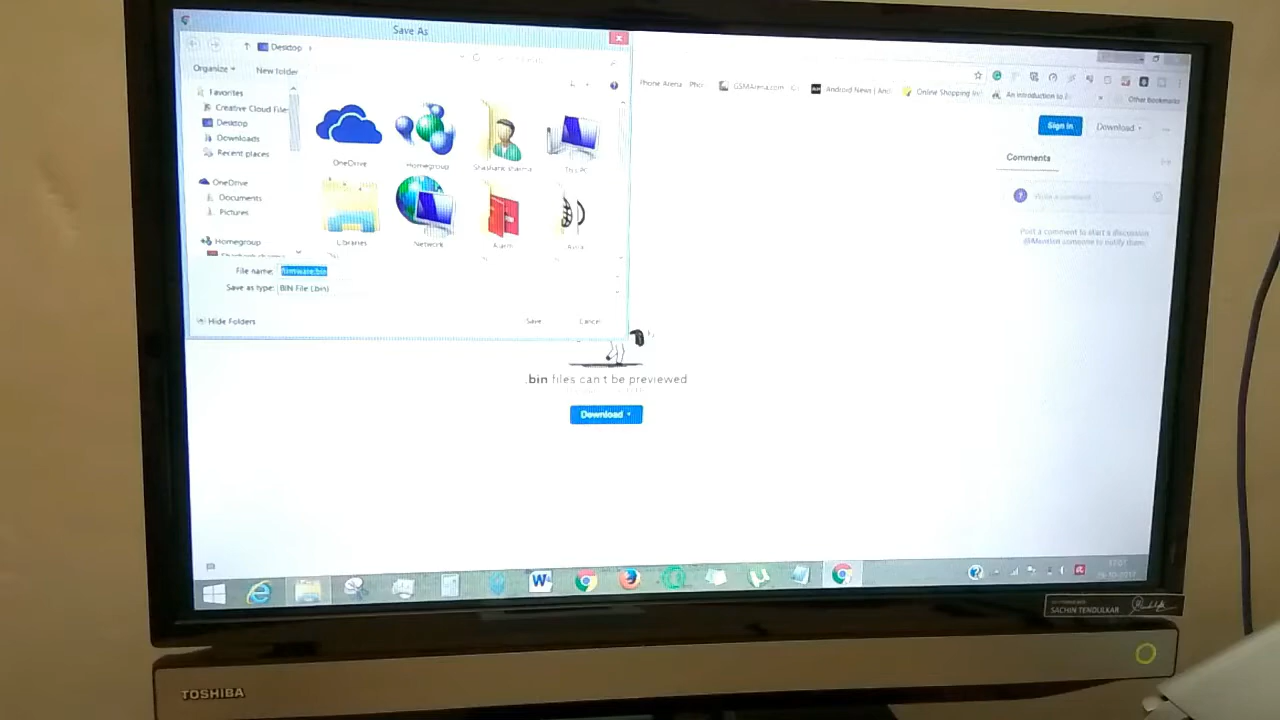 Save As
Desktop
Organize
New folder
Favorites
Creative Cloud File
Desktop
Downloads
Recent places
OneDrive
Documents
Pictures
Homegroup
OneDrive
Homegroup
Shashank sharma
This PC
Libraries
Network
Alarm
File name: firmware.bin
Save as type: BIN File (.bin)
Hide Folders
Save
Cancel
Phone Arena
GSMArena.com
Android News | An
Online Shopping In
An introduction to
Other bookmarks
Sign in
Download
Comments
Write a comment
Post a comment to start a discussion.
@Mention someone to notify them.
.bin files can't be previewed
Download
SACHIN TENDULKAR
TOSHIBA